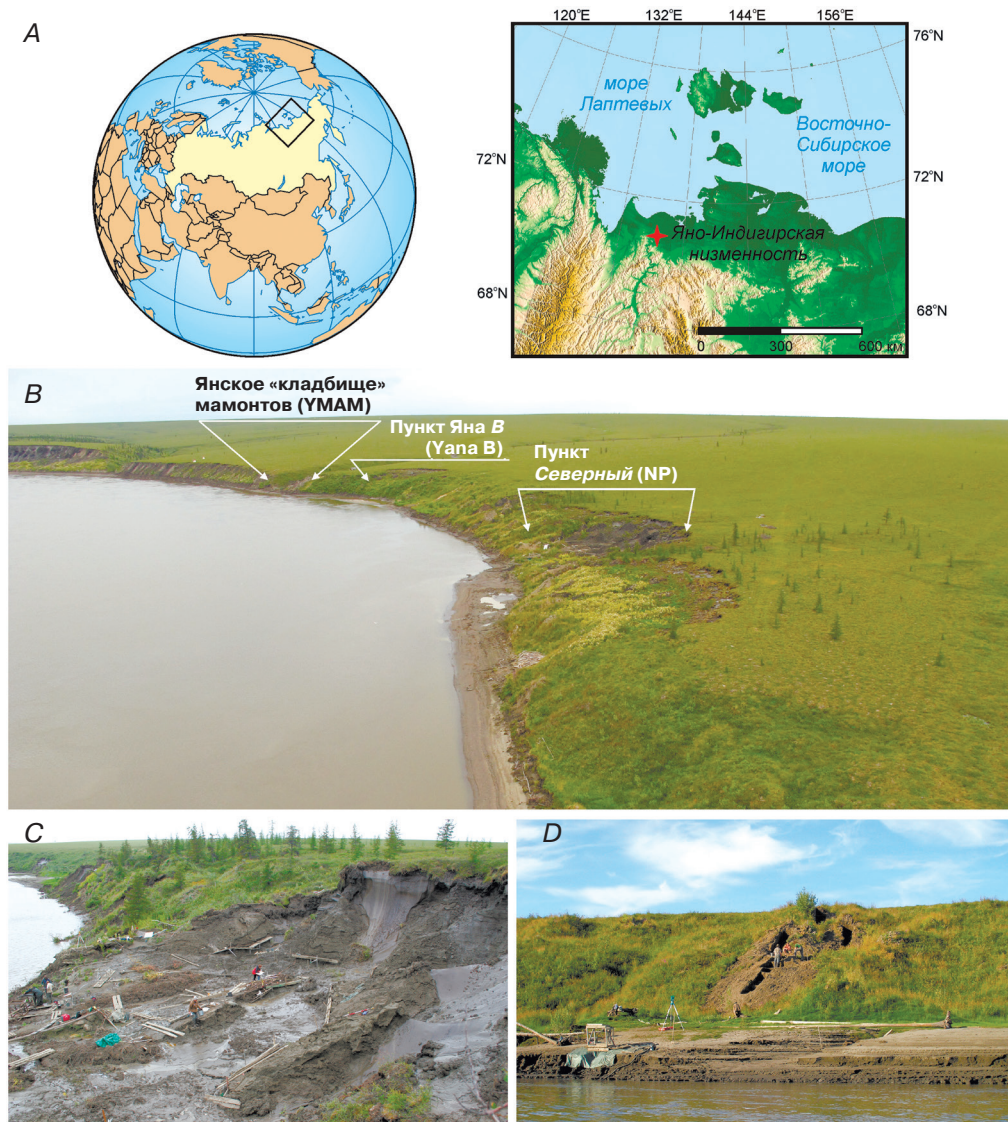 A
120°E
132°E
144°E
156°E
76°N
море
Лаптевых
Восточно-
Сибирское
море
72°N
72°N
Яно-Индигирская
низменность
68°N
68°N
0
300
600 км
B
Янское «кладбище»
мамонтов (YMAM)
Пункт Яна B
(Yana B)
Пункт
Северный (NP)
C
D